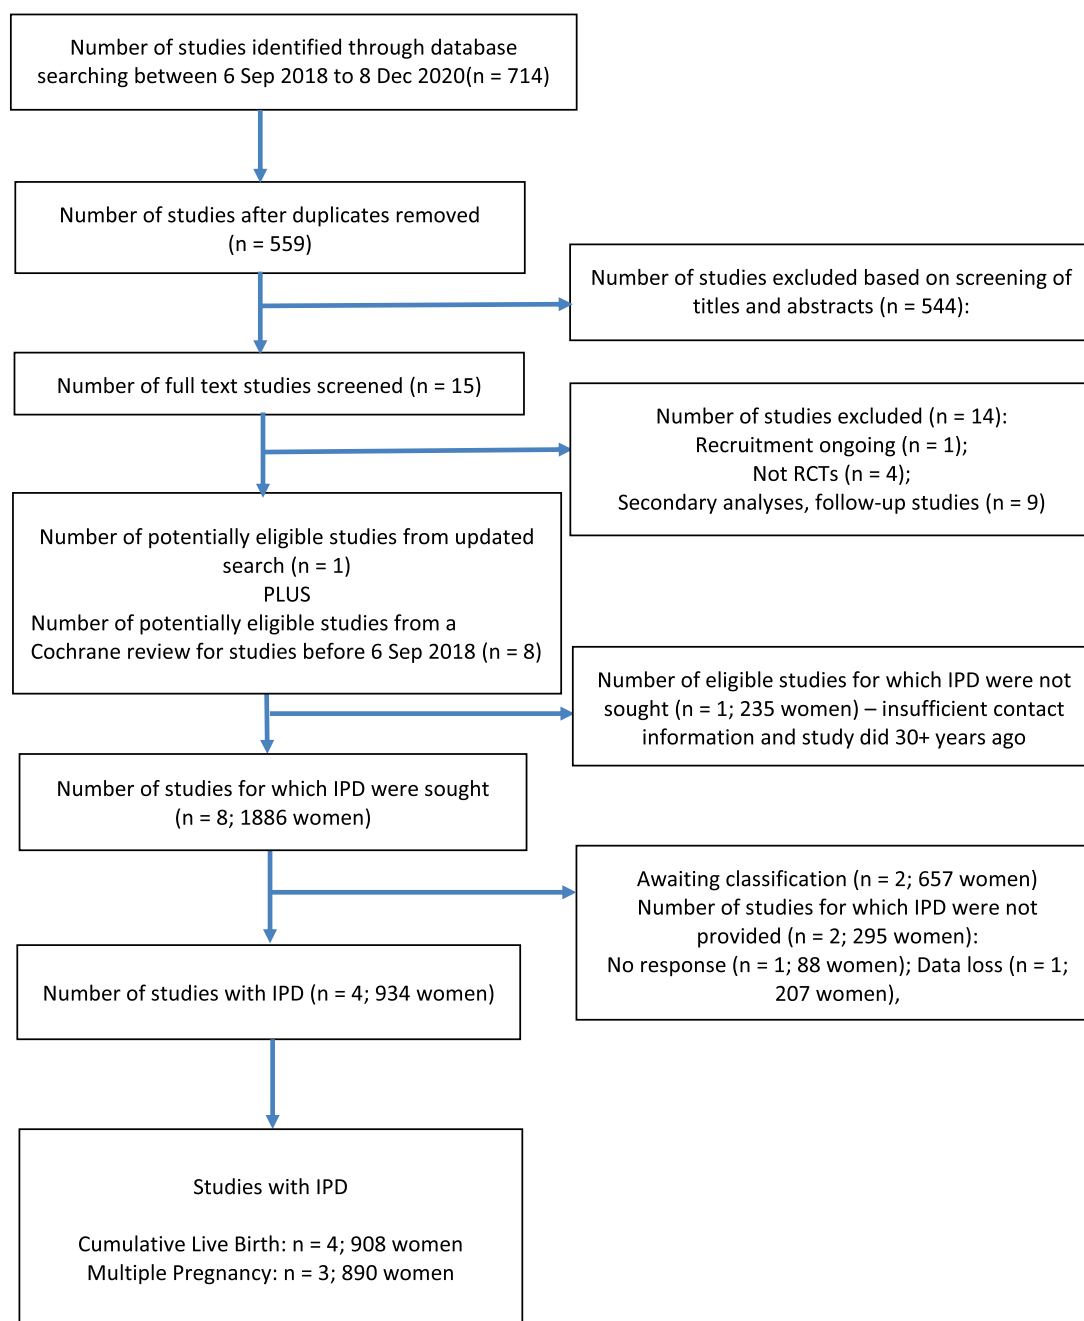 Number of studies identified through database
searching between 6 Sep 2018 to 8 Dec 2020(n = 714)
Number of studies after duplicates removed
(n = 559)
Number of studies excluded based on screening of
titles and abstracts (n = 544):
Number of full text studies screened (n = 15)
Number of studies excluded (n = 14):
Recruitment ongoing (n = 1);
Not RCTs (n = 4);
Secondary analyses, follow-up studies (n = 9)
Number of potentially eligible studies from updated
search (n = 1)
PLUS
Number of potentially eligible studies from a
Cochrane review for studies before 6 Sep 2018 (n = 8)
Number of eligible studies for which IPD were not
sought (n = 1; 235 women) – insufficient contact
information and study did 30+ years ago
Number of studies for which IPD were sought
(n = 8; 1886 women)
Awaiting classification (n = 2; 657 women)
Number of studies for which IPD were not
provided (n = 2; 295 women):
No response (n = 1; 88 women); Data loss (n = 1;
207 women),
Number of studies with IPD (n = 4; 934 women)
Studies with IPD
Cumulative Live Birth: n = 4; 908 women
Multiple Pregnancy: n = 3; 890 women